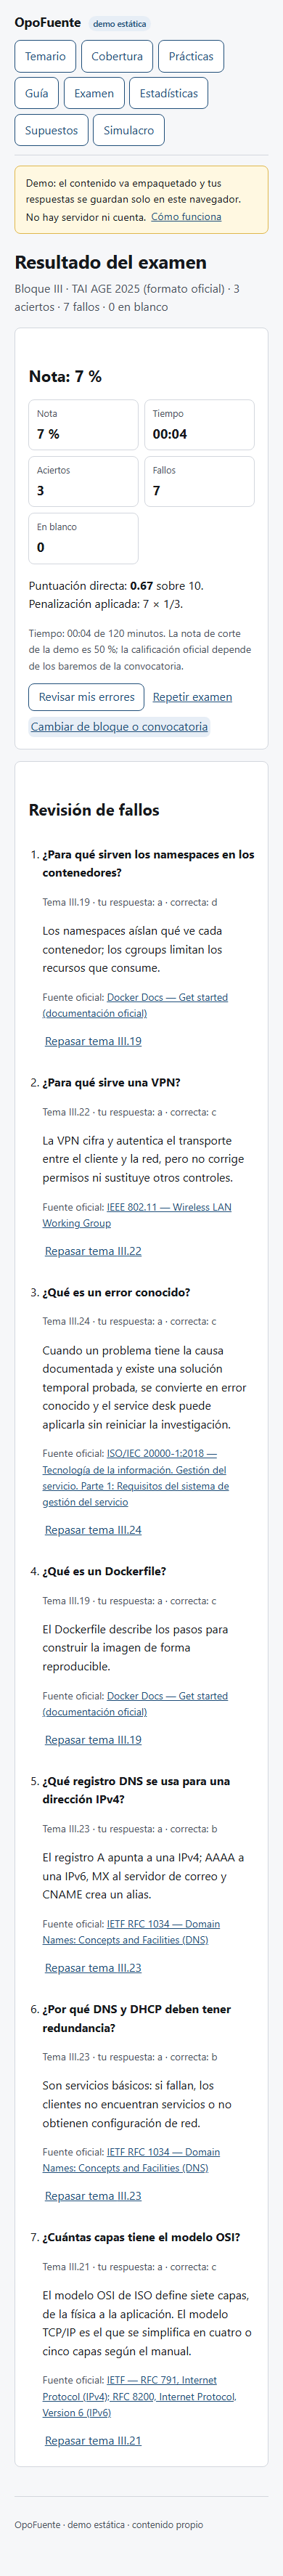 OpoFuente demo estática
Temario Cobertura Prácticas
Guía Examen Estadísticas
Supuestos Simulacro
Demo: el contenido va empaquetado y tus
respuestas se guardan solo en este navegador.
No hay servidor ni cuenta. Cómo funciona
Resultado del examen
Bloque III · TAI AGE 2025 (formato oficial) · 3
aciertos · 7 fallos · 0 en blanco
Nota: 7 %
Nota Tiempo
7 % 00:04
Aciertos Fallos
3 7
En blanco
0
Puntuación directa: 0.67 sobre 10.
Penalización aplicada: 7 × 1/3.
Tiempo: 00:04 de 120 minutos. La nota de corte
de la demo es 50 %; la calificación oficial depende
de los baremos de la convocatoria.
Revisar mis errores Repetir examen
Cambiar de bloque o convocatoria
Revisión de fallos
1. ¿Para qué sirven los namespaces en los
contenedores?
Tema III.19 · tu respuesta: a · correcta: d
Los namespaces aíslan qué ve cada
contenedor; los cgroups limitan los
recursos que consume.
Fuente oficial: Docker Docs — Get started
(documentación oficial)
Repasar tema III.19
2. ¿Para qué sirve una VPN?
Tema III.22 · tu respuesta: a · correcta: c
La VPN cifra y autentica el transporte
entre el cliente y la red, pero no corrige
permisos ni sustituye otros controles.
Fuente oficial: IEEE 802.11 — Wireless LAN
Working Group
Repasar tema III.22
3. ¿Qué es un error conocido?
Tema III.24 · tu respuesta: a · correcta: c
Cuando un problema tiene la causa
documentada y existe una solución
temporal probada, se convierte en error
conocido y el service desk puede
aplicarla sin reiniciar la investigación.
Fuente oficial: ISO/IEC 20000-1:2018 —
Tecnología de la información. Gestión del
servicio. Parte 1: Requisitos del sistema de
gestión del servicio
Repasar tema III.24
4. ¿Qué es un Dockerfile?
Tema III.19 · tu respuesta: a · correcta: c
El Dockerfile describe los pasos para
construir la imagen de forma
reproducible.
Fuente oficial: Docker Docs — Get started
(documentación oficial)
Repasar tema III.19
5. ¿Qué registro DNS se usa para una
dirección IPv4?
Tema III.23 · tu respuesta: a · correcta: b
El registro A apunta a una IPv4; AAAA a
una IPv6, MX al servidor de correo y
CNAME crea un alias.
Fuente oficial: IETF RFC 1034 — Domain
Names: Concepts and Facilities (DNS)
Repasar tema III.23
6. ¿Por qué DNS y DHCP deben tener
redundancia?
Tema III.23 · tu respuesta: a · correcta: b
Son servicios básicos: si fallan, los
clientes no encuentran servicios o no
obtienen configuración de red.
Fuente oficial: IETF RFC 1034 — Domain
Names: Concepts and Facilities (DNS)
Repasar tema III.23
7. ¿Cuántas capas tiene el modelo OSI?
Tema III.21 · tu respuesta: a · correcta: c
El modelo OSI de ISO define siete capas,
de la física a la aplicación. El modelo
TCP/IP es el que se simplifica en cuatro o
cinco capas según el manual.
Fuente oficial: IETF — RFC 791, Internet
Protocol (IPv4); RFC 8200, Internet Protocol,
Version 6 (IPv6)
Repasar tema III.21
OpoFuente · demo estática · contenido propio